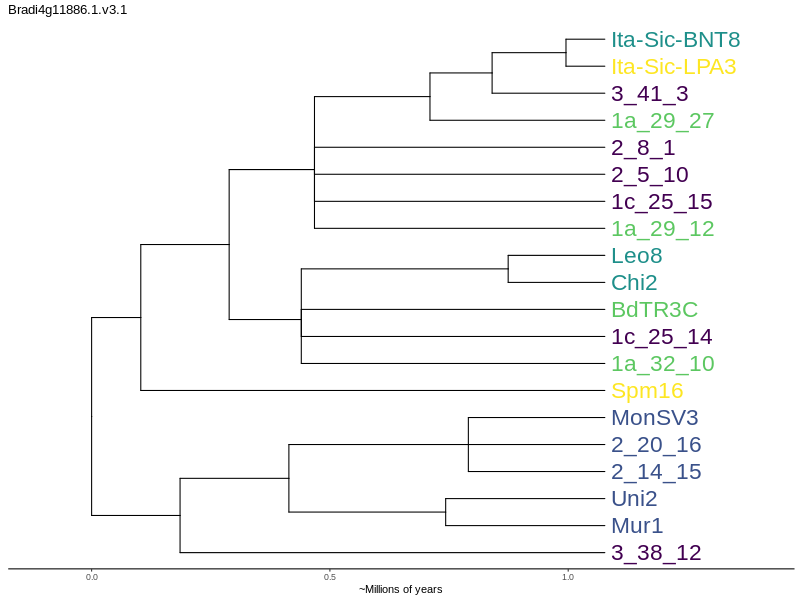 Bradi4g11886.1.v3.1
Ita-Sic-BNT8
Ita-Sic-LPA3
3_41_3
1a_29_27
2_8_1
2_5_10
1c_25_15
1a_29_12
Leo8
Chi2
BdTR3C
1c_25_14
1a_32_10
Spm16
MonSV3
2_20_16
2_14_15
Uni2
Mur1
3_38_12
0.0 0.5 1.0
~Millions of years